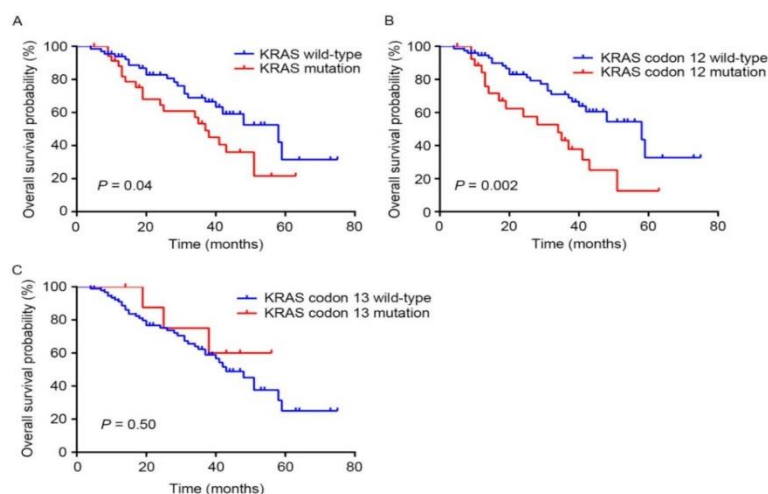 A
Overall survival probability (%)
100
80
60
40
20
0
KRAS wild-type
KRAS mutation
P = 0.04
0 20 40 60 80
Time (months)
B
Overall survival probability (%)
100
80
60
40
20
0
KRAS codon 12 wild-type
KRAS codon 12 mutation
P = 0.002
0 20 40 60 80
Time (months)
C
Overall survival probability (%)
100
80
60
40
20
0
KRAS codon 13 wild-type
KRAS codon 13 mutation
P = 0.50
0 20 40 60 80
Time (months)